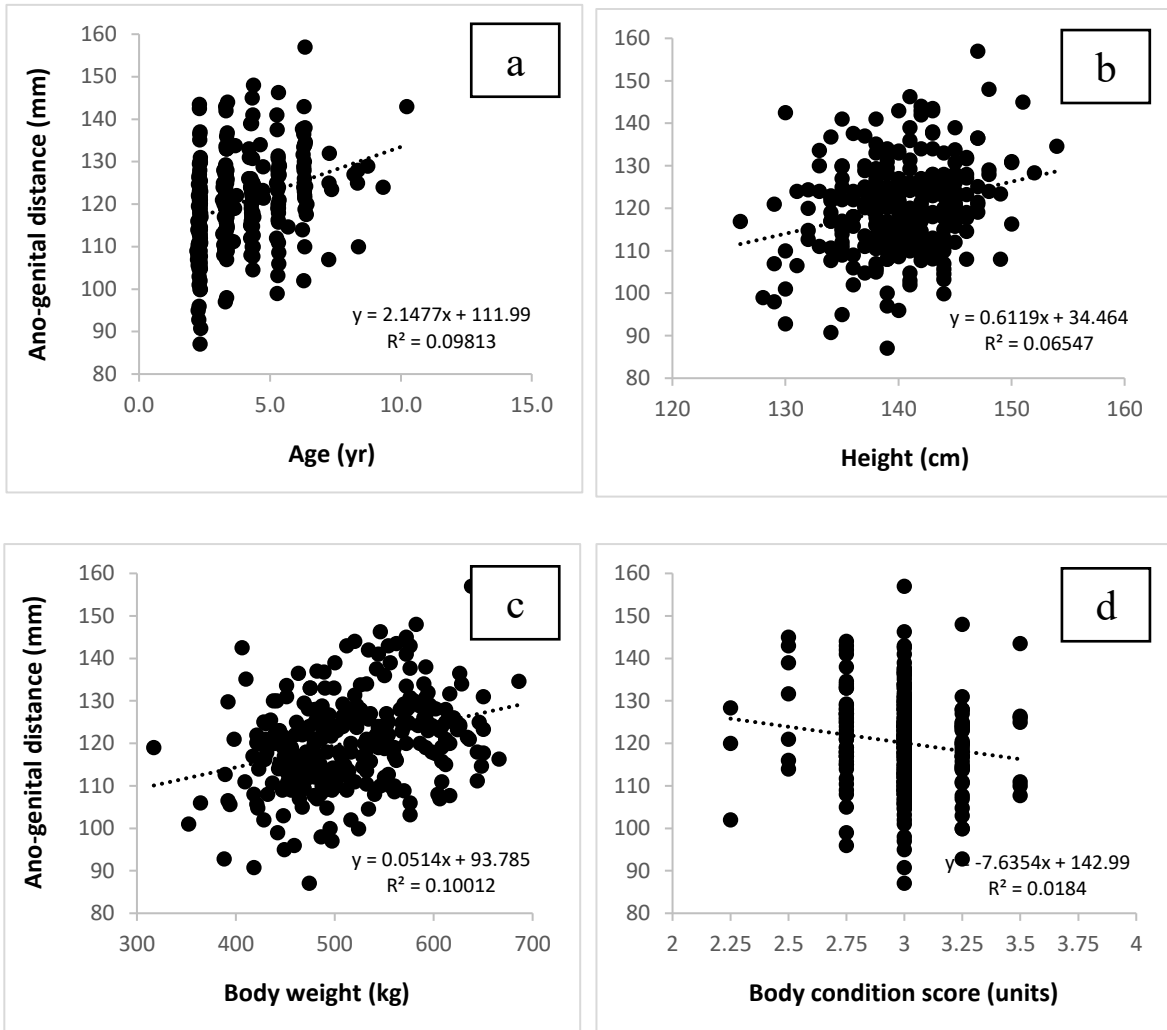 a
Ano-genital distance (mm)
160
150
140
130
120
110
100
90
80
0.0 5.0 10.0 15.0
Age (yr)
y = 2.1477x + 111.99
R² = 0.09813
b
160
150
140
130
120
110
100
90
80
120 130 140 150 160
Height (cm)
y = 0.6119x + 34.464
R² = 0.06547
c
Ano-genital distance (mm)
160
150
140
130
120
110
100
90
80
300 400 500 600 700
Body weight (kg)
y = 0.0514x + 93.785
R² = 0.10012
d
160
150
140
130
120
110
100
90
80
2 2.25 2.5 2.75 3 3.25 3.5 3.75 4
Body condition score (units)
y = -7.6354x + 142.99
R² = 0.0184